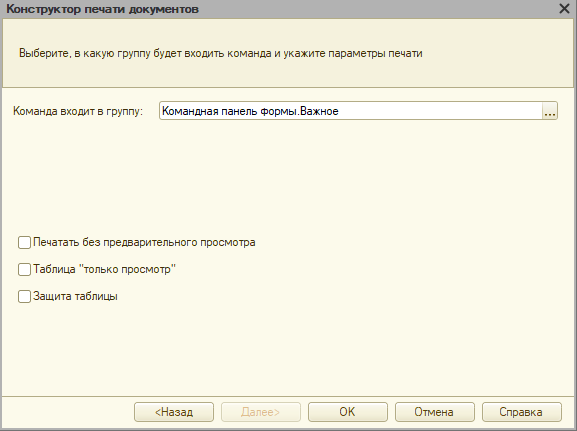 Конструктор печати документов
Выберите, в какую группу будет входить команда и укажите параметры печати
Команда входит в группу: Командная панель формы.Важное ...
Печатать без предварительного просмотра
Таблица "только просмотр"
Защита таблицы
<Назад Далее> OK Отмена Справка